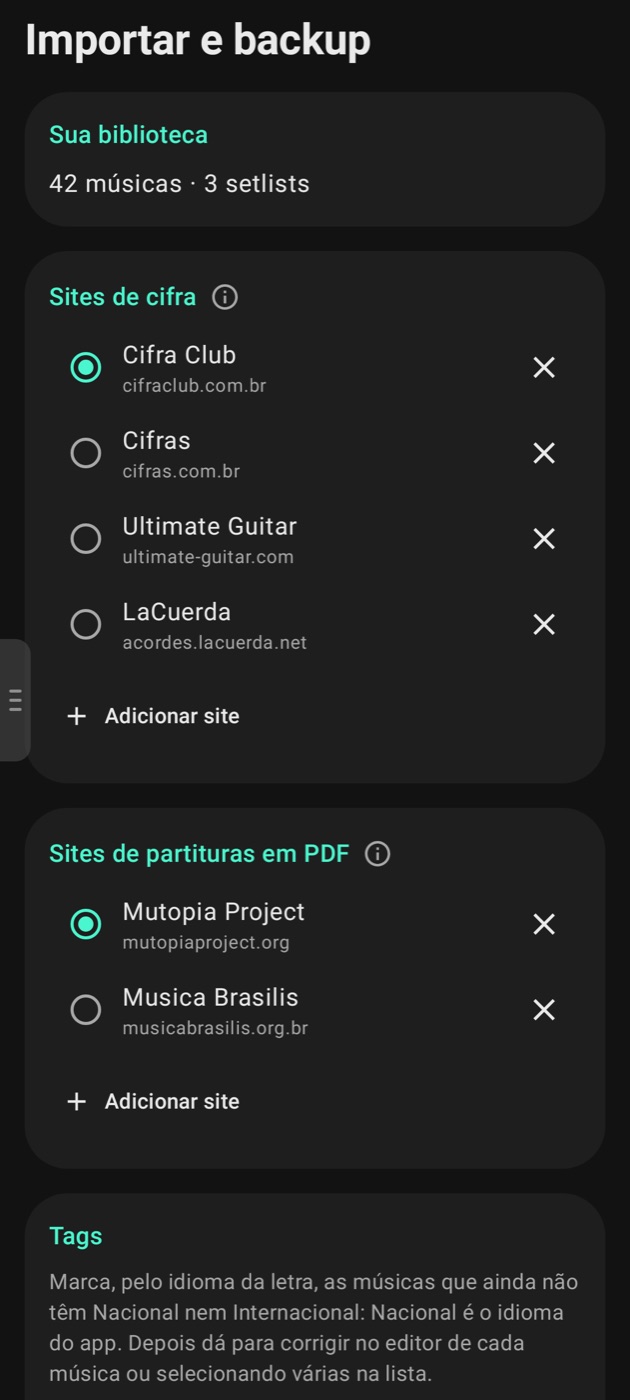 Importar e backup
Sua biblioteca
42 músicas · 3 setlists
Sites de cifra
Cifra Club
cifraclub.com.br
Cifras
cifras.com.br
Ultimate Guitar
ultimate-guitar.com
LaCuerda
acordes.lacuerda.net
Adicionar site
Sites de partituras em PDF
Mutopia Project
mutopiaproject.org
Musica Brasilis
musicabrasilis.org.br
Adicionar site
Tags
Marca, pelo idioma da letra, as músicas que ainda não
têm Nacional nem Internacional: Nacional é o idioma
do app. Depois dá para corrigir no editor de cada
música ou selecionando várias na lista.